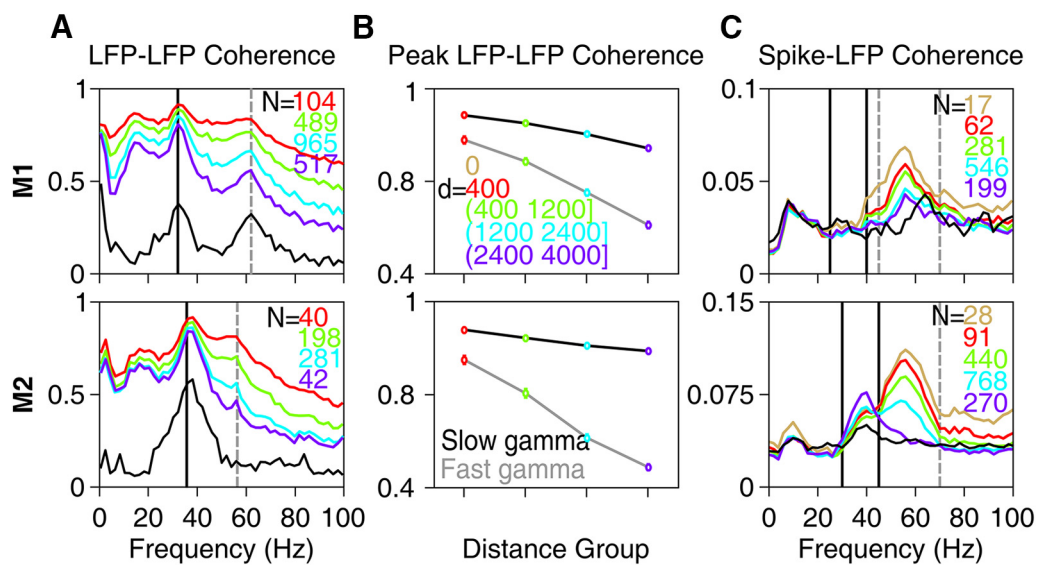 A
B
C
LFP-LFP Coherence
Peak LFP-LFP Coherence
Spike-LFP Coherence
M1
1
0.5
0
N=104
489
965
517
1
0.8
0.4
0
d=400
(400 1200]
(1200 2400]
(2400 4000]
0.1
0.05
0
N=17
62
281
546
199
M2
1
0.5
0
N=40
198
281
42
0 20 40 60 80 100
Frequency (Hz)
1
0.8
0.4
Slow gamma
Fast gamma
Distance Group
0.15
0.075
0
N=28
91
440
768
270
0 20 40 60 80 100
Frequency (Hz)